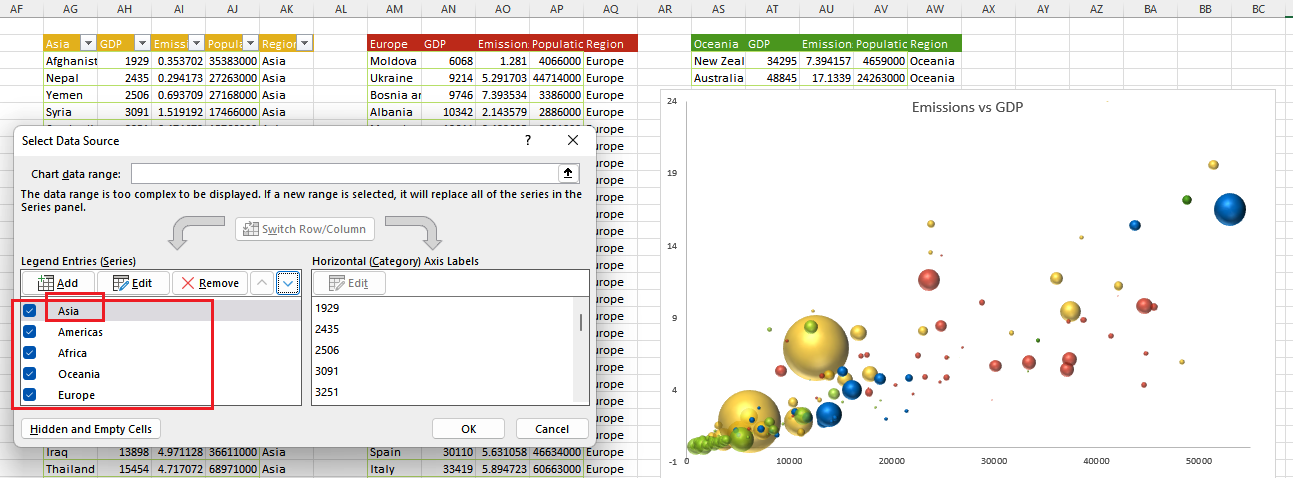 AF AG AH AI AJ AK AL AM AN AO AP AQ AR AS AT AU AV AW AX AY AZ BA BB BC
Asia GDP Emiss Popula Region Europe GDP Emission Populatic Region Oceania GDP Emission Populatic Region
Afghanist 1929 0.353702 35383000 Asia Moldova 6068 1.281 4066000 Europe New Zeal 34295 7.394157 4659000 Oceania
Nepal 2435 0.294173 27263000 Asia Ukraine 9214 5.291703 44714000 Europe Australia 48845 17.1339 24263000 Oceania
Yemen 2506 0.693709 27168000 Asia Bosnia ar 9746 7.393534 3386000 Europe
Syria 3091 1.519192 17466000 Asia Albania 10342 2.143579 2886000 Europe
Select Data Source ? ✕
Chart data range:
The data range is too complex to be displayed. If a new range is selected, it will replace all of the series in the
Series panel.
Switch Row/Column
Legend Entries (Series) Horizontal (Category) Axis Labels
Add Edit Remove Edit
Asia 1929
Americas 2435
Africa 2506
Oceania 3091
Europe 3251
Hidden and Empty Cells OK Cancel
Iraq 13898 4.971128 36611000 Asia Spain 30110 5.631058 46634000 Europe
Thailand 15454 4.717072 68971000 Asia Italy 33419 5.894723 60663000 Europe
Emissions vs GDP
24
19
14
9
4
-1
0 10000 20000 30000 40000 50000